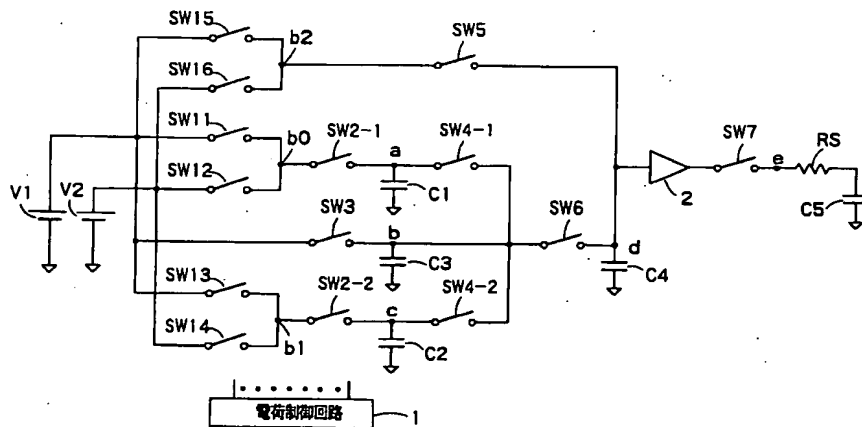 SW15
b2
SW5
SW16
SW11
b0
SW2-1
a
SW4-1
SW7
e
RS
SW12
C1
2
V1
V2
C5
SW3
b
SW6
d
C3
C4
SW13
SW2-2
c
SW4-2
SW14
b1
C2
電荷制御回路
1